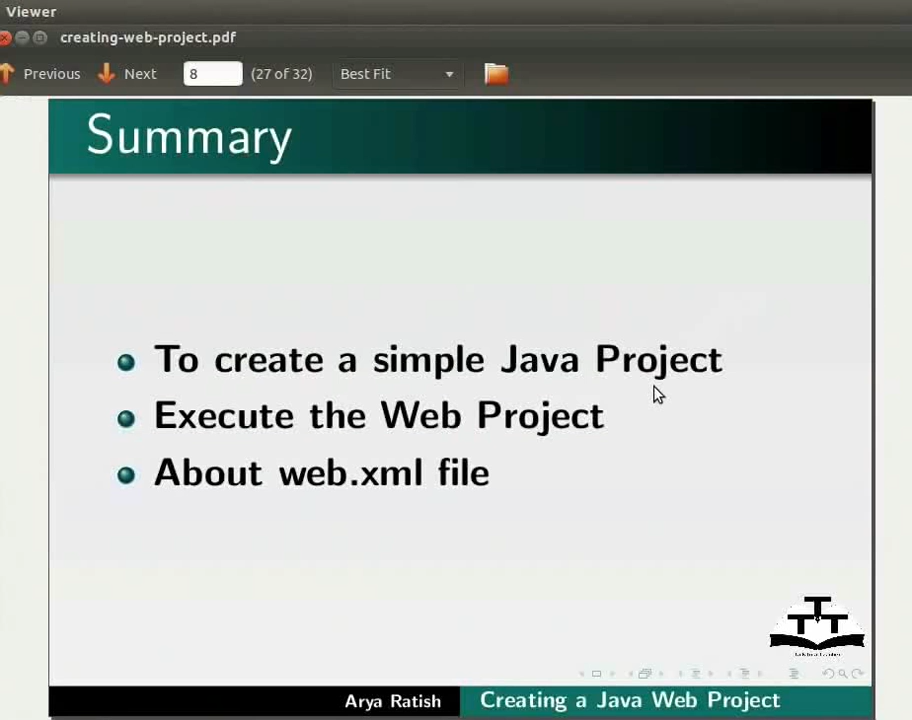 Viewer
creating-web-project.pdf
Previous Next 8 (27 of 32) Best Fit
Summary
To create a simple Java Project
Execute the Web Project
About web.xml file
TTT
Arya Ratish Creating a Java Web Project